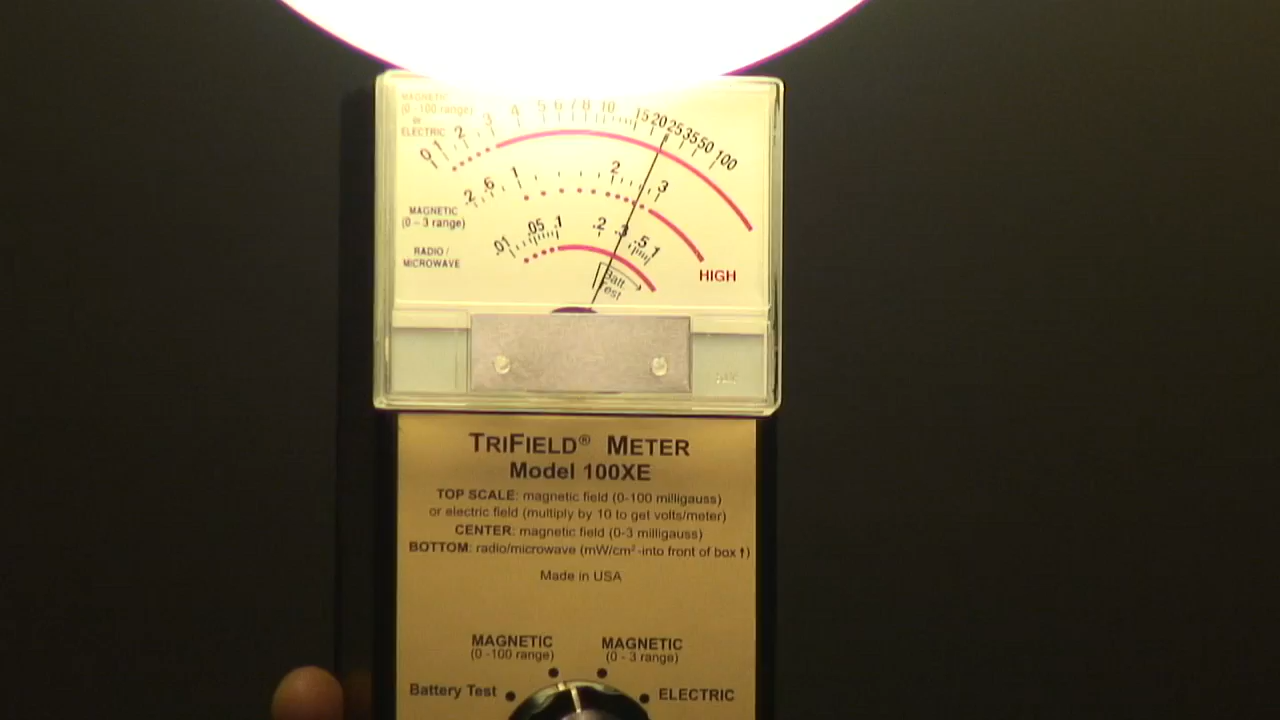 MAGNETIC
(0 - 100 range)
or
ELECTRIC
0 1 2 3 4 5 6 7 8 10 15 20 25 35 50 100
.2 .6 1 2 3
MAGNETIC
(0 – 3 range)
.01 .05 .1 .2 .3 .5 1
RADIO /
MICROWAVE
HIGH
Batt.
Test
TRIFIELD® METER
Model 100XE
TOP SCALE: magnetic field (0-100 milligauss)
or electric field (multiply by 10 to get volts/meter)
CENTER: magnetic field (0-3 milligauss)
BOTTOM: radio/microwave (mW/cm²-into front of box↑)
Made in USA
MAGNETIC
(0 -100 range)
MAGNETIC
(0 - 3 range)
Battery Test
ELECTRIC